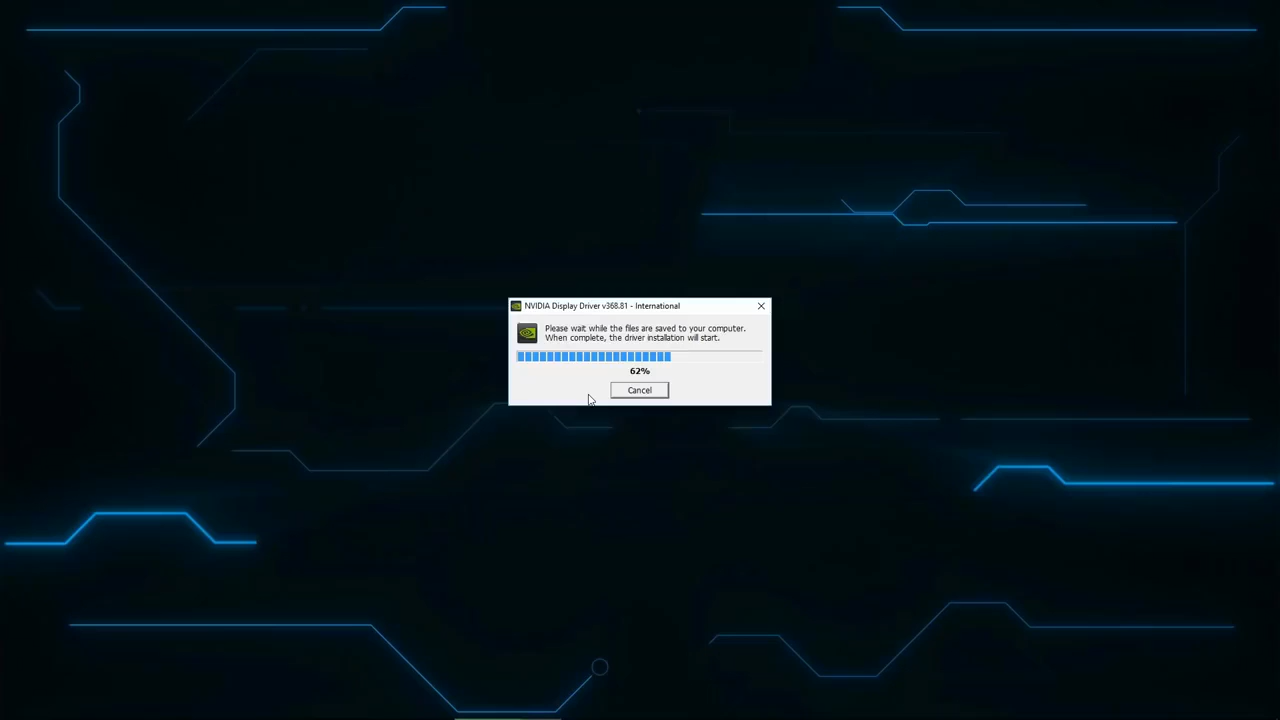 NVIDIA Display Driver v368.81 - International
Please wait while the files are saved to your computer.
When complete, the driver installation will start.
62%
Cancel